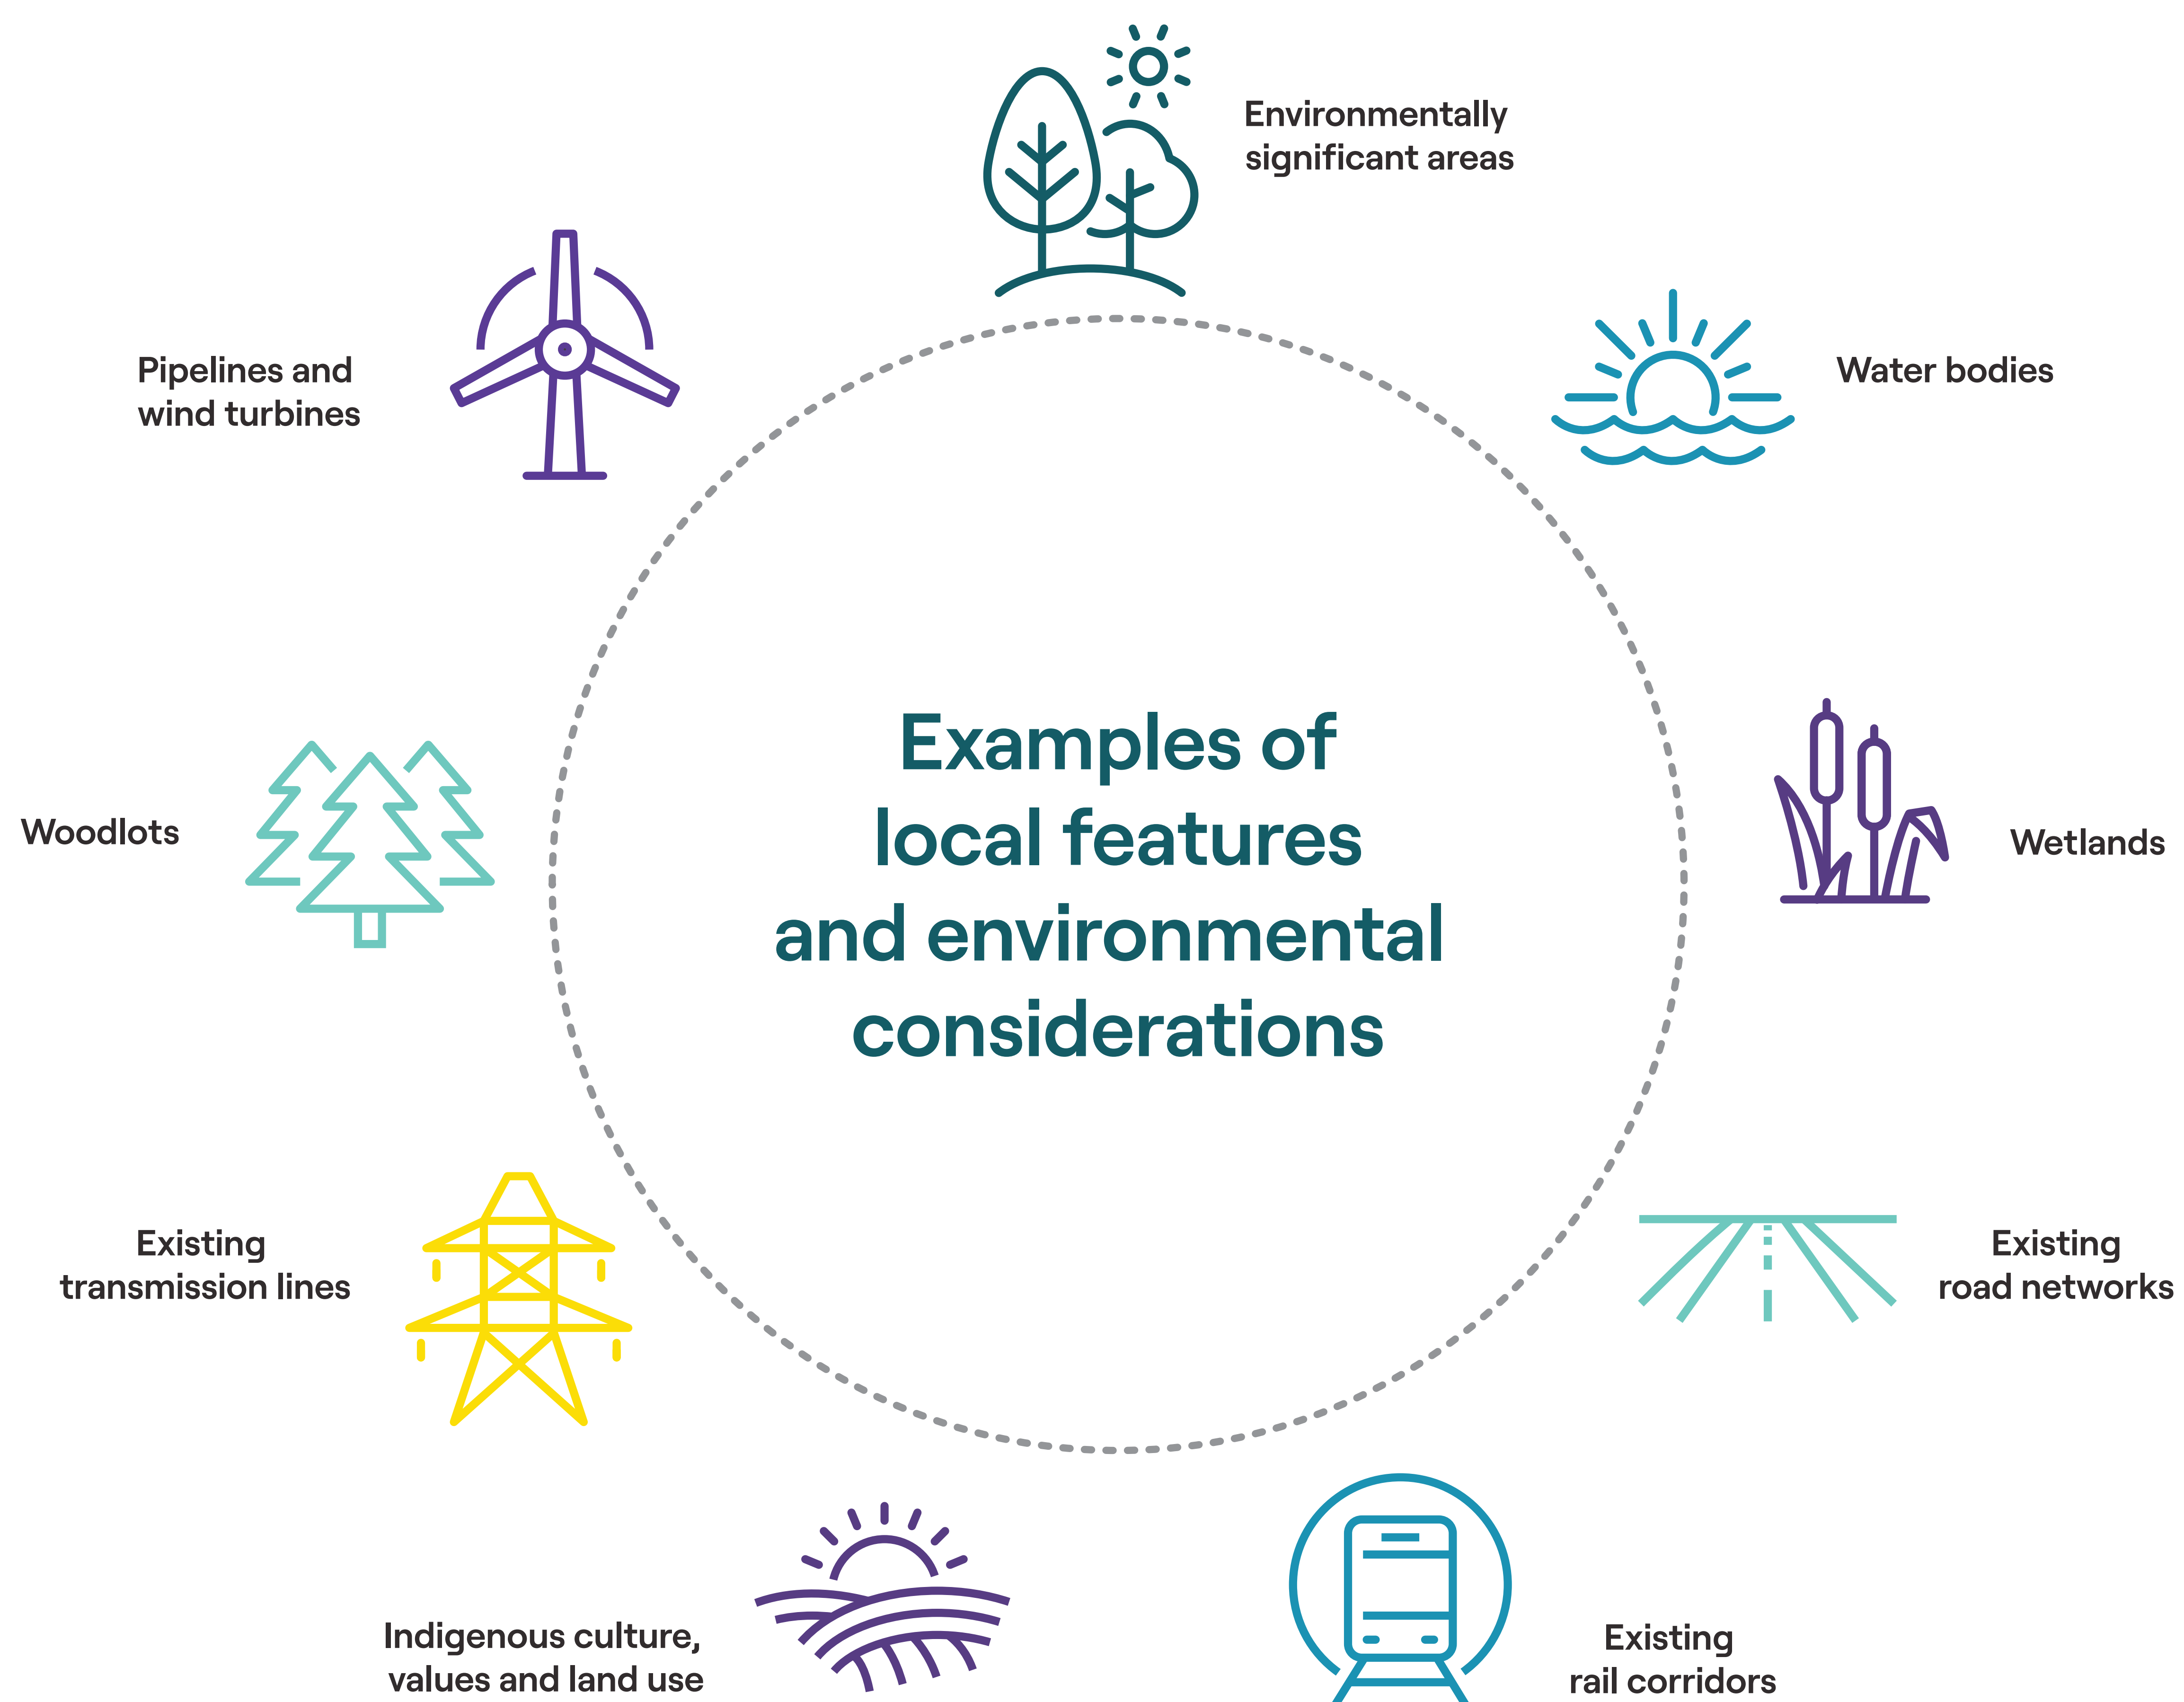 Environmentally
significant areas
Water bodies
Wetlands
Existing
road networks
Existing
rail corridors
Indigenous culture,
values and land use
Existing
transmission lines
Woodlots
Pipelines and
wind turbines
Examples of
local features
and environmental
considerations